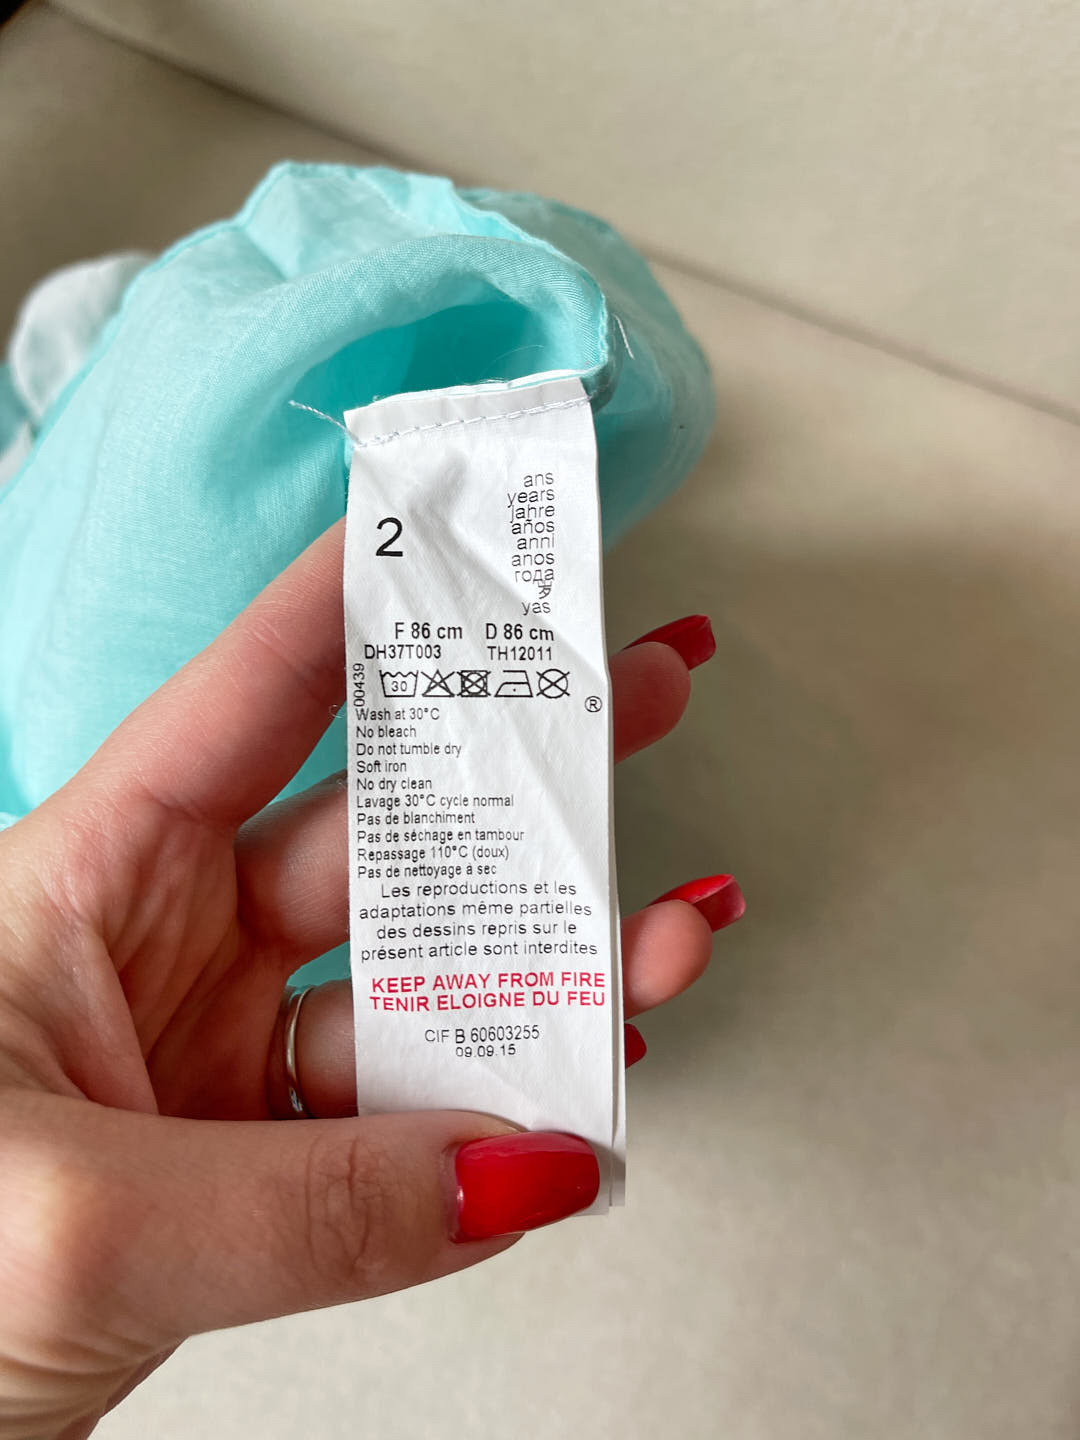 2
ans
years
jahre
años
anni
anos
года
岁
yas
F 86 cm D 86 cm
DH37T003 TH12011
00439
30
®
Wash at 30°C
No bleach
Do not tumble dry
Soft iron
No dry clean
Lavage 30°C cycle normal
Pas de blanchiment
Pas de séchage en tambour
Repassage 110°C (doux)
Pas de nettoyage à sec
Les reproductions et les
adaptations même partielles
des dessins repris sur le
présent article sont interdites
KEEP AWAY FROM FIRE
TENIR ELOIGNE DU FEU
CIF B 60603255
09.09.15